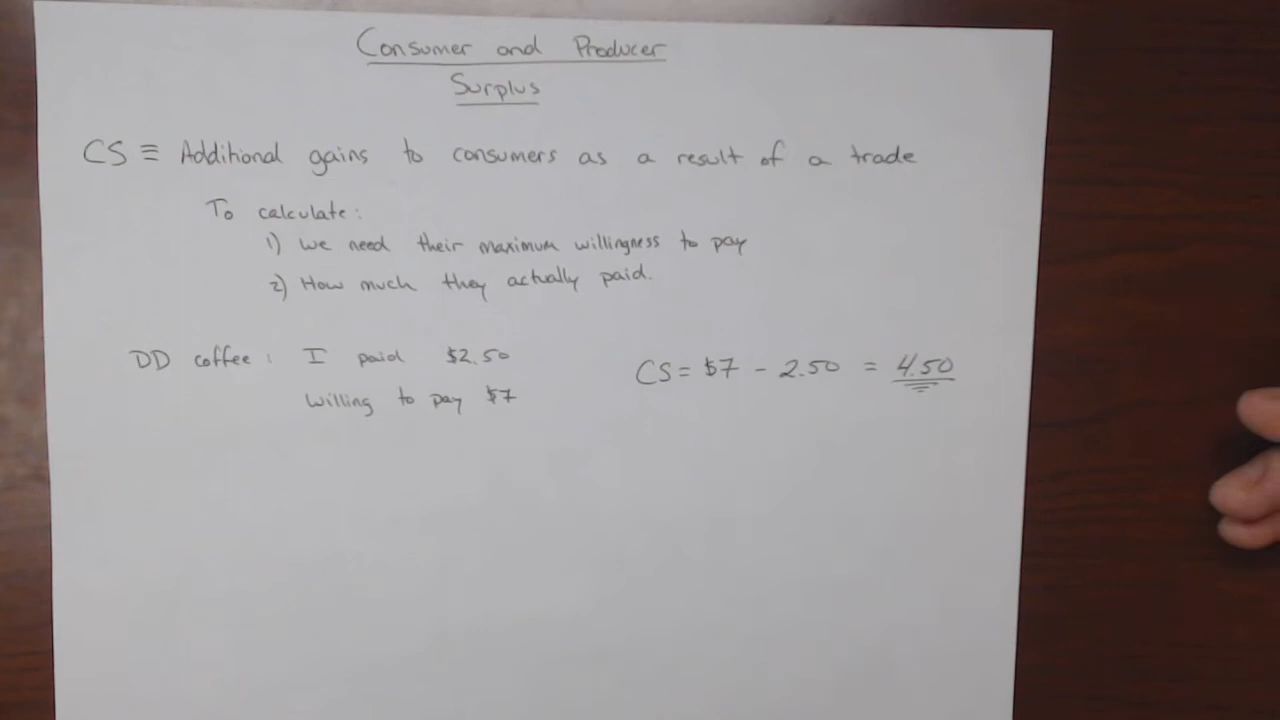 Consumer and Producer
Surplus
CS ≡ Additional gains to consumers as a result of a trade
To calculate:
1) we need their maximum willingness to pay
2) How much they actually paid.
DD coffee: I paid $2.50
CS = $7 - 2.50 = 4.50
willing to pay $7